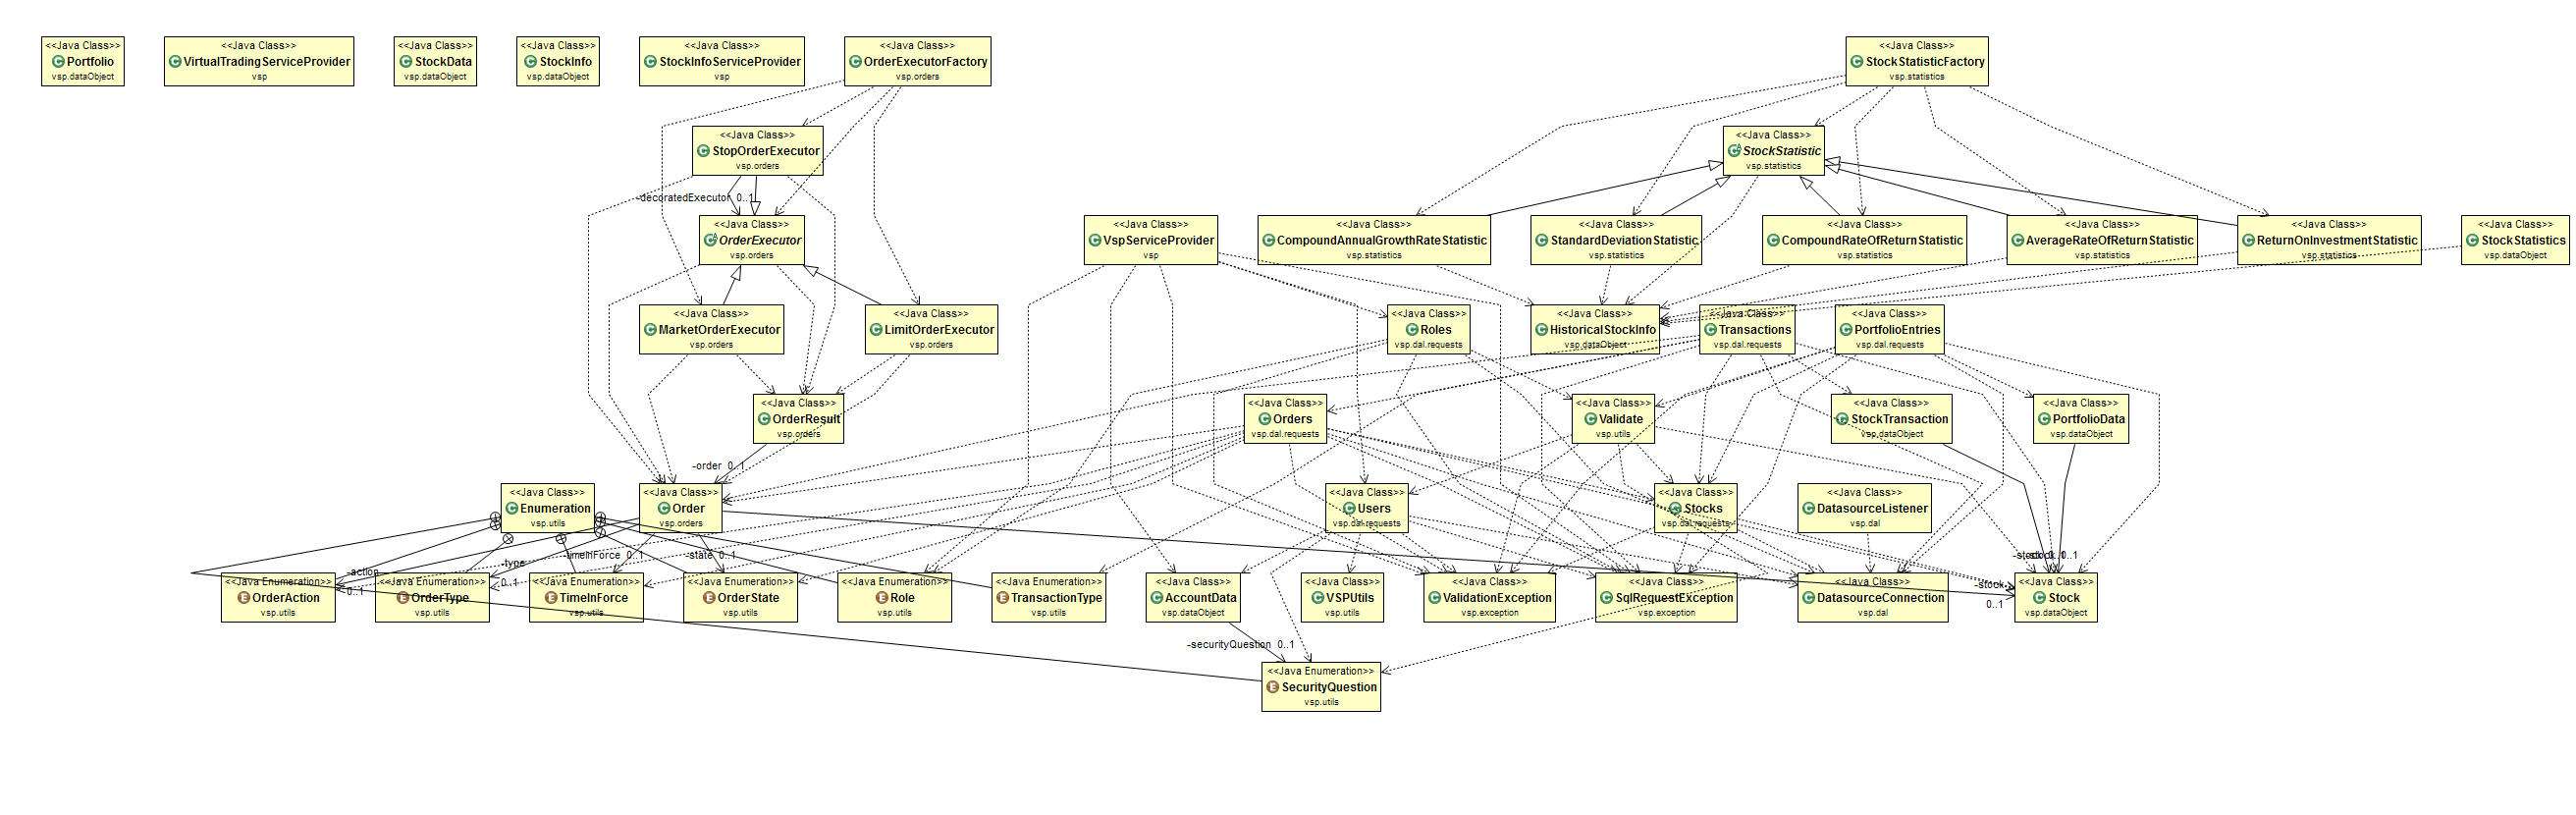 <<Java Class>>
Portfolio
vsp.dataObject
<<Java Class>>
VirtualTradingServiceProvider
vsp
<<Java Class>>
StockData
vsp.dataObject
<<Java Class>>
StockInfo
vsp.dataObject
<<Java Class>>
StockInfoServiceProvider
vsp
<<Java Class>>
OrderExecutorFactory
vsp.orders
<<Java Class>>
StockStatisticFactory
vsp.statistics
<<Java Class>>
StopOrderExecutor
vsp.orders
<<Java Class>>
StockStatistic
vsp.statistics
-decoratedExecutor 0..1
<<Java Class>>
OrderExecutor
vsp.orders
<<Java Class>>
VspServiceProvider
vsp
<<Java Class>>
CompoundAnnualGrowthRateStatistic
vsp.statistics
<<Java Class>>
StandardDeviationStatistic
vsp.statistics
<<Java Class>>
CompoundRateOfReturnStatistic
vsp.statistics
<<Java Class>>
AverageRateOfReturnStatistic
vsp.statistics
<<Java Class>>
ReturnOnInvestmentStatistic
vsp.statistics
<<Java Class>>
StockStatistics
vsp.dataObject
<<Java Class>>
MarketOrderExecutor
vsp.orders
<<Java Class>>
LimitOrderExecutor
vsp.orders
<<Java Class>>
Roles
vsp.dal.requests
<<Java Class>>
HistoricalStockInfo
vsp.dataObject
<<Java Class>>
Transactions
vsp.dal.requests
<<Java Class>>
PortfolioEntries
vsp.dal.requests
<<Java Class>>
OrderResult
vsp.orders
<<Java Class>>
Orders
vsp.dal.requests
<<Java Class>>
Validate
vsp.utils
<<Java Class>>
StockTransaction
vsp.dataObject
<<Java Class>>
PortfolioData
vsp.dataObject
-order 0..1
<<Java Class>>
Enumeration
vsp.utils
<<Java Class>>
Order
vsp.orders
<<Java Class>>
Users
vsp.dal.requests
<<Java Class>>
Stocks
vsp.dal.requests
<<Java Class>>
DatasourceListener
vsp.dal
-action
0..1
-type
0..1
-timeInForce 0..1
-state 0..1
-stock 0..1
-stock
0..1
<<Java Enumeration>>
OrderAction
vsp.utils
<<Java Enumeration>>
OrderType
vsp.utils
<<Java Enumeration>>
TimeInForce
vsp.utils
<<Java Enumeration>>
OrderState
vsp.utils
<<Java Enumeration>>
Role
vsp.utils
<<Java Enumeration>>
TransactionType
vsp.utils
<<Java Class>>
AccountData
vsp.dataObject
<<Java Class>>
VSPUtils
vsp.utils
<<Java Class>>
ValidationException
vsp.exception
<<Java Class>>
SqlRequestException
vsp.exception
<<Java Class>>
DatasourceConnection
vsp.dal
<<Java Class>>
Stock
vsp.dataObject
-securityQuestion 0..1
<<Java Enumeration>>
SecurityQuestion
vsp.utils